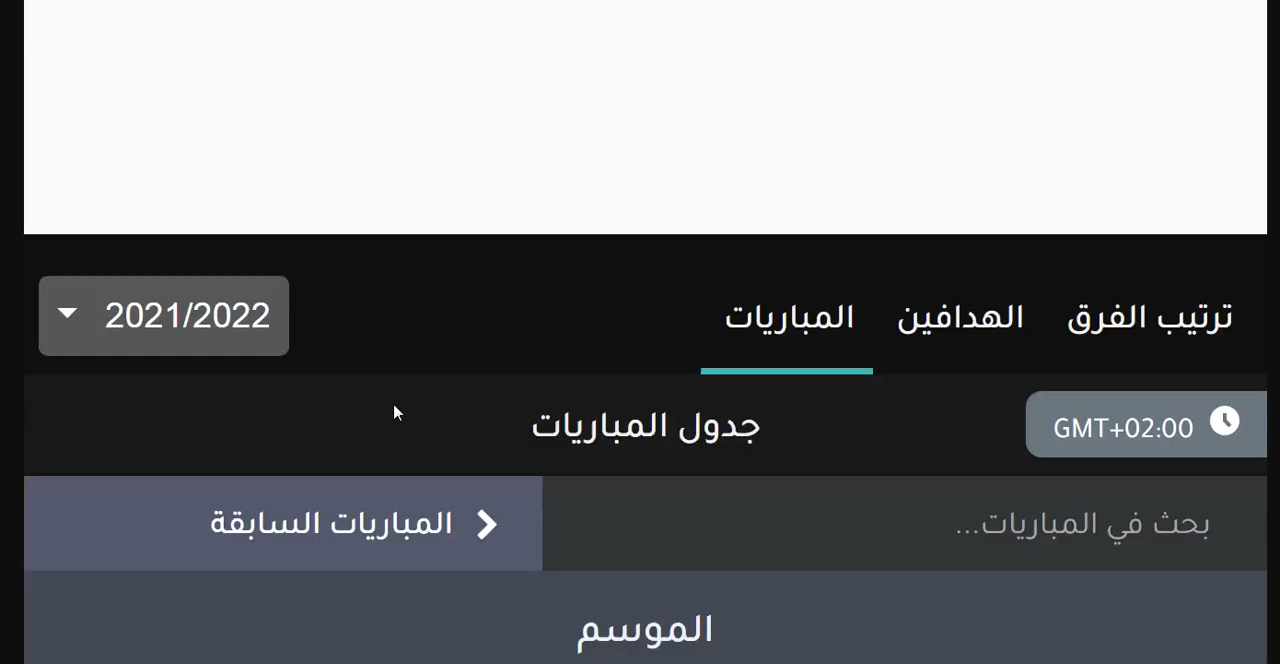 ترتيب الفرق الهدافين المباريات 2021/2022
GMT+02:00 جدول المباريات
بحث في المباريات... المباريات السابقة
الموسم